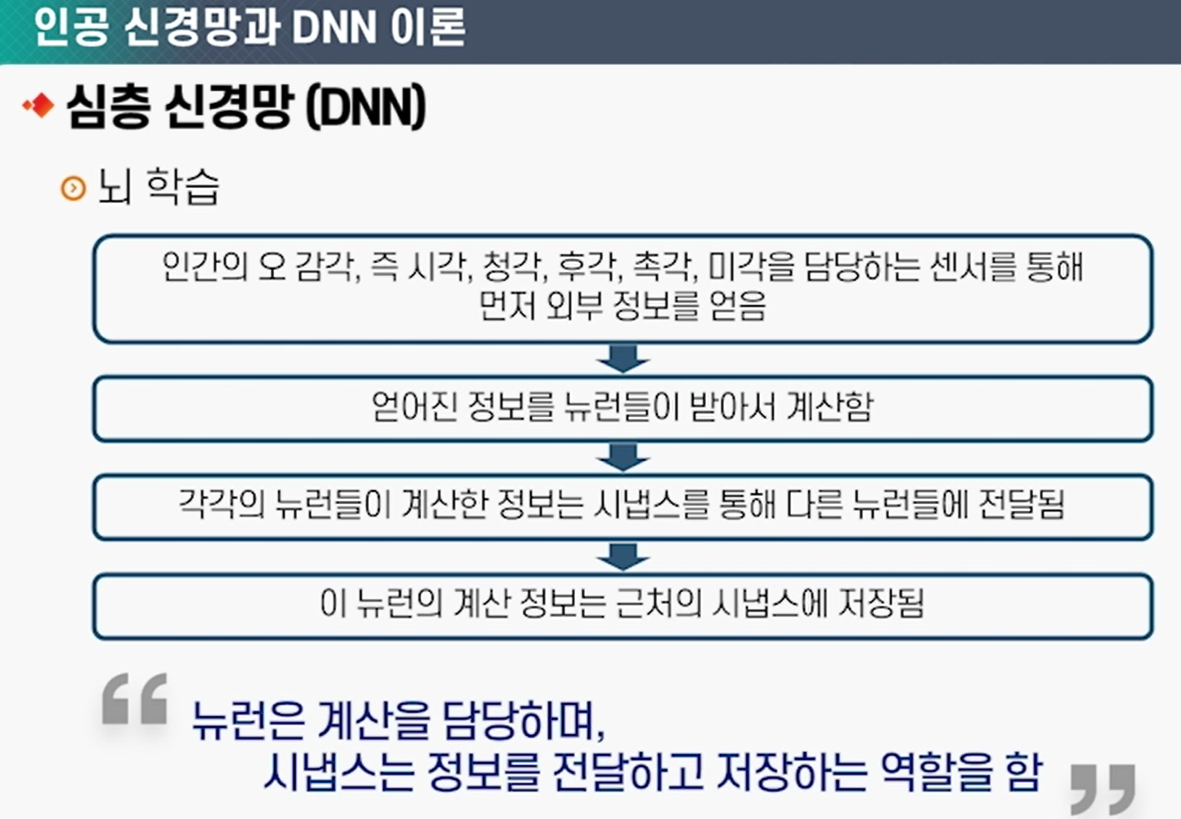 인공 신경망과 DNN 이론
심층 신경망 (DNN)
뇌 학습
인간의 오 감각, 즉 시각, 청각, 후각, 촉각, 미각을 담당하는 센서를 통해
먼저 외부 정보를 얻음
얻어진 정보를 뉴런들이 받아서 계산함
각각의 뉴런들이 계산한 정보는 시냅스를 통해 다른 뉴런들에 전달됨
이 뉴런의 계산 정보는 근처의 시냅스에 저장됨
“ 뉴런은 계산을 담당하며,
시냅스는 정보를 전달하고 저장하는 역할을 함 ”